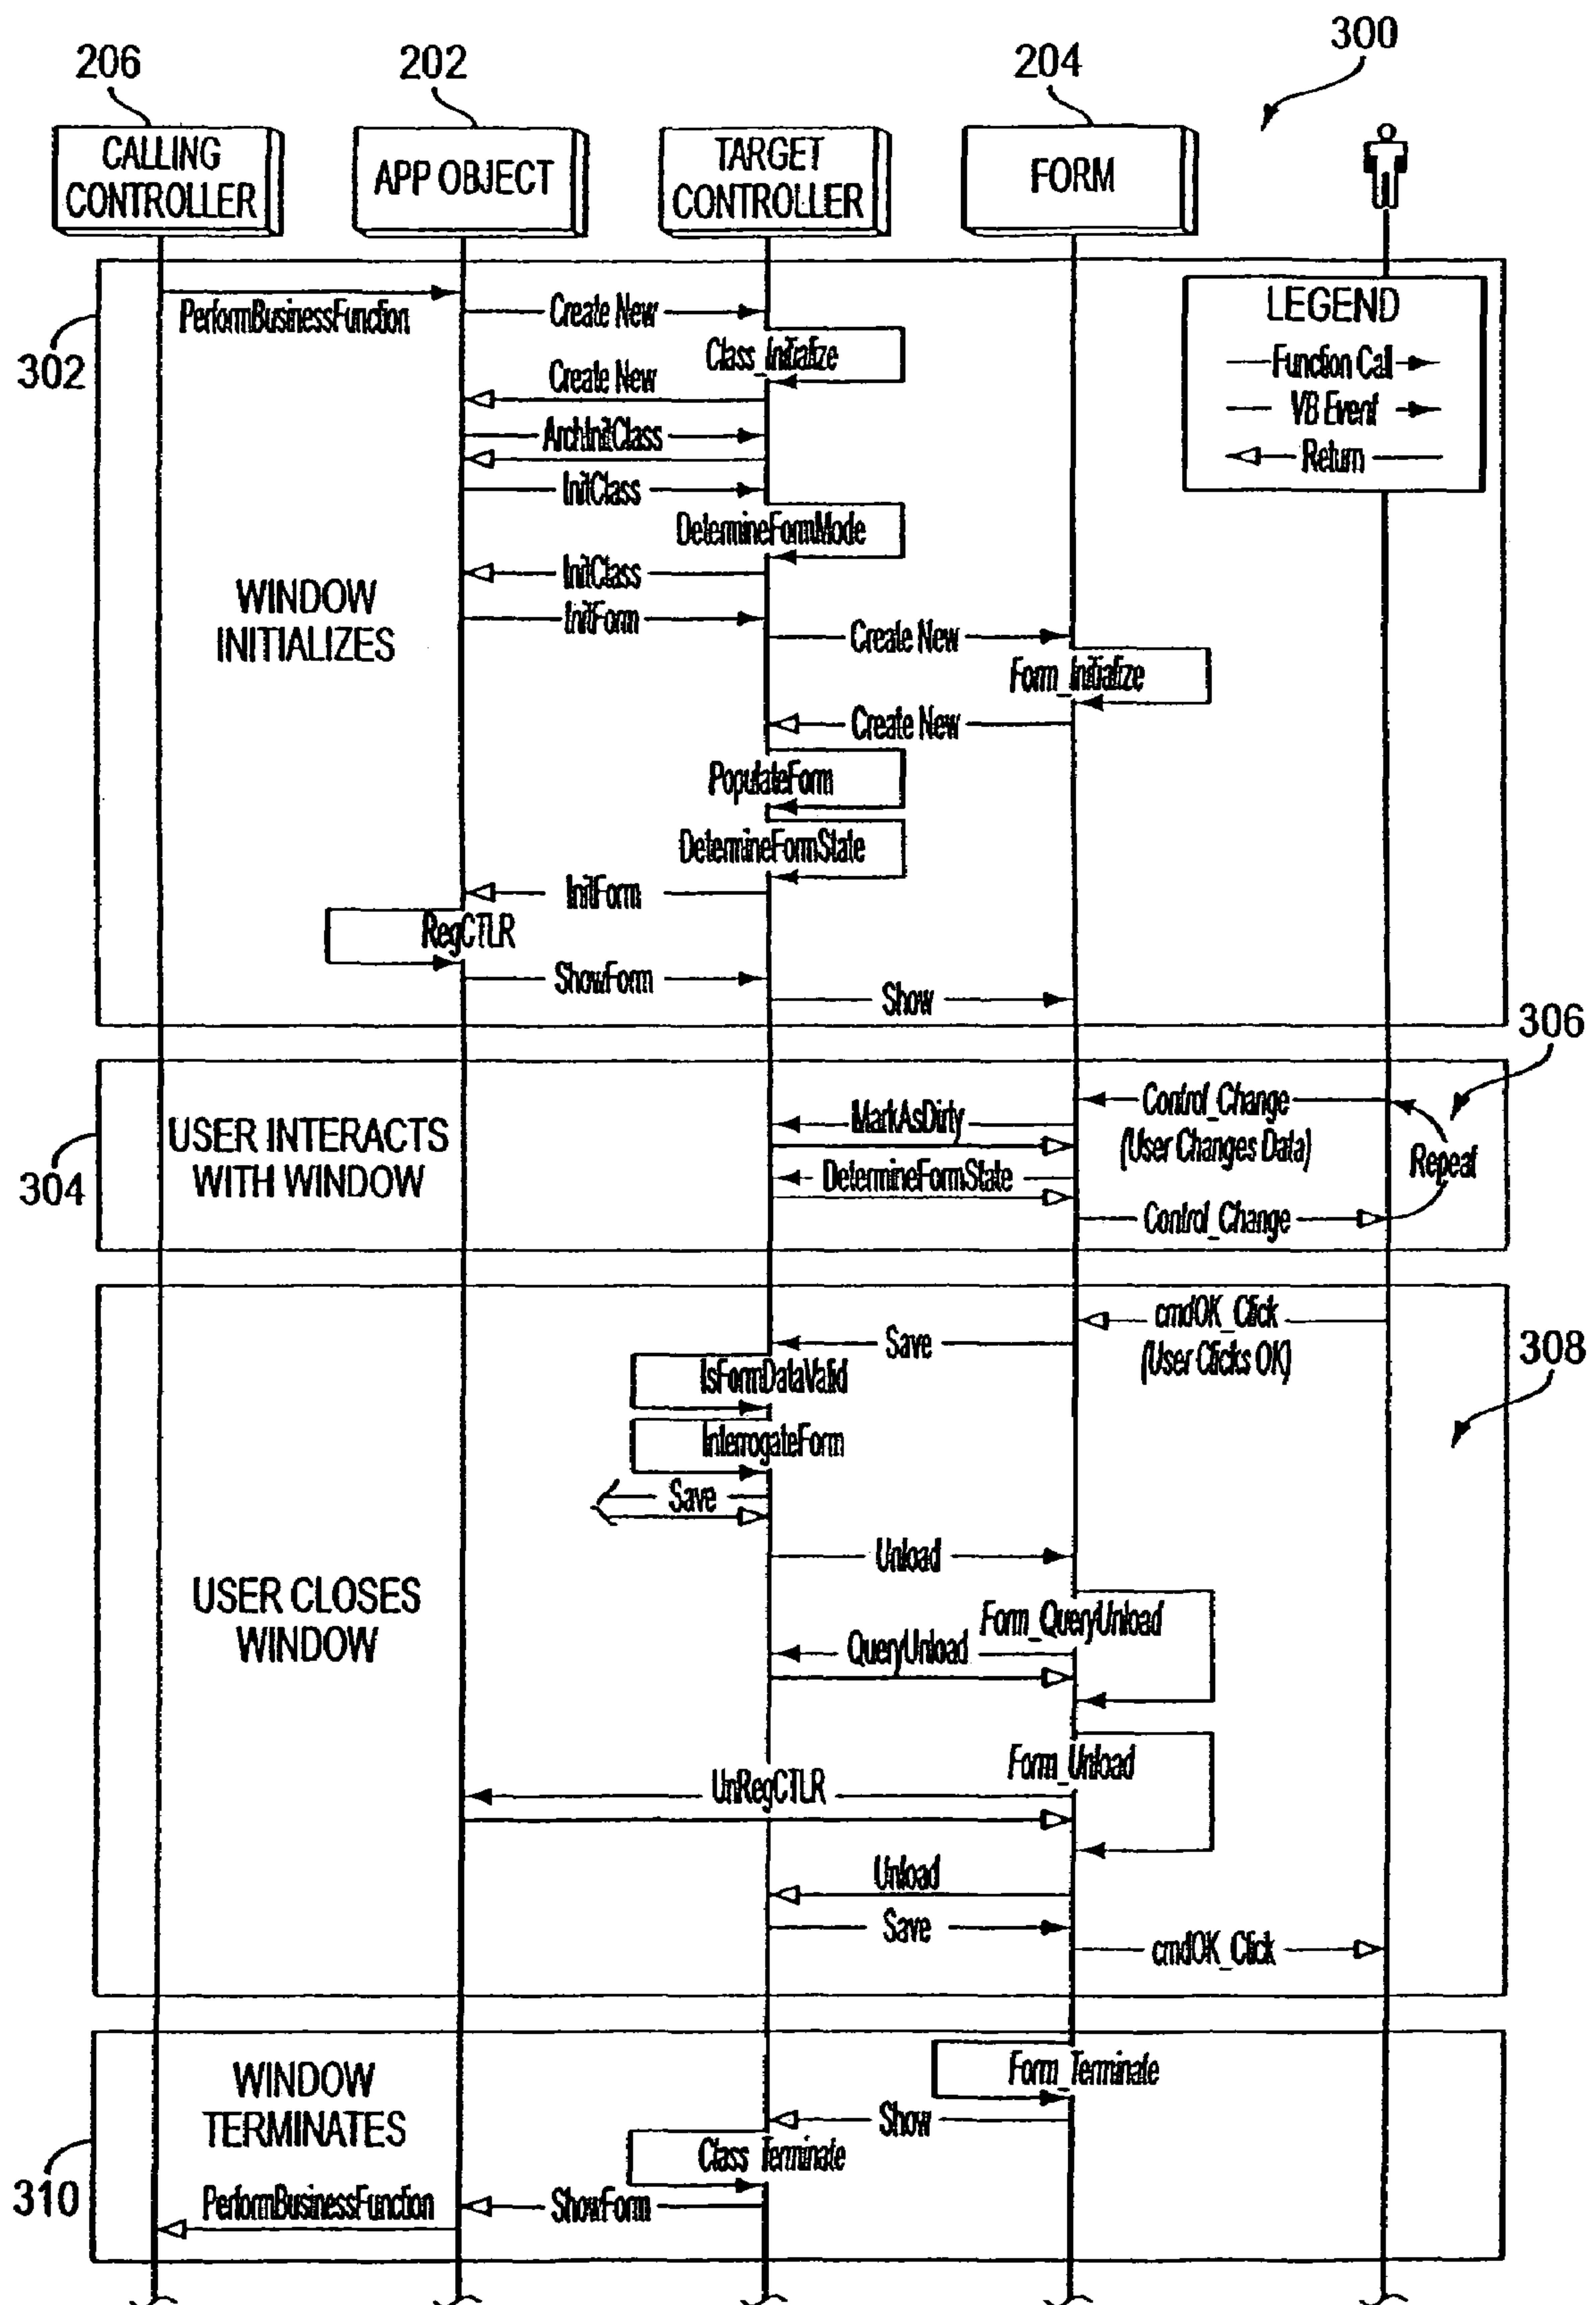 300
206
202
204
CALLING
CONTROLLER
APP OBJECT
TARGET
CONTROLLER
FORM
302
PerformBusinessFunction
Create New
Class_Initialize
Create New
ArchInitClass
InitClass
DetermineFormMode
InitClass
InitForm
WINDOW
INITIALIZES
LEGEND
Function Call
VB Event
Return
Create New
Form_Initialize
Create New
PopulateForm
DetermineFormState
InitForm
RegCTLR
ShowForm
Show
306
304
USER INTERACTS
WITH WINDOW
Control_Change
(User Changes Data)
MarkAsDirty
DetermineFormState
Control_Change
Repeat
308
cmdOK_Click
(User Clicks OK)
Save
IsFormDataValid
InterrogateForm
Save
Unload
USER CLOSES
WINDOW
Form_QueryUnload
QueryUnload
Form_Unload
UnRegCTLR
Unload
Save
cmdOK_Click
310
WINDOW
TERMINATES
Form_Terminate
Show
Class_Terminate
ShowForm
PerformBusinessFunction